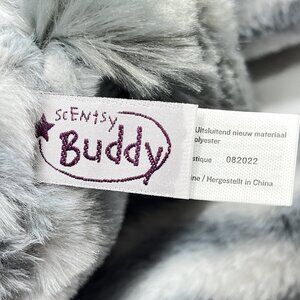 SCENTSY
Buddy
Uitsluitend nieuw materiaal
olyester
stique 082022
ine / Hergestellt in China